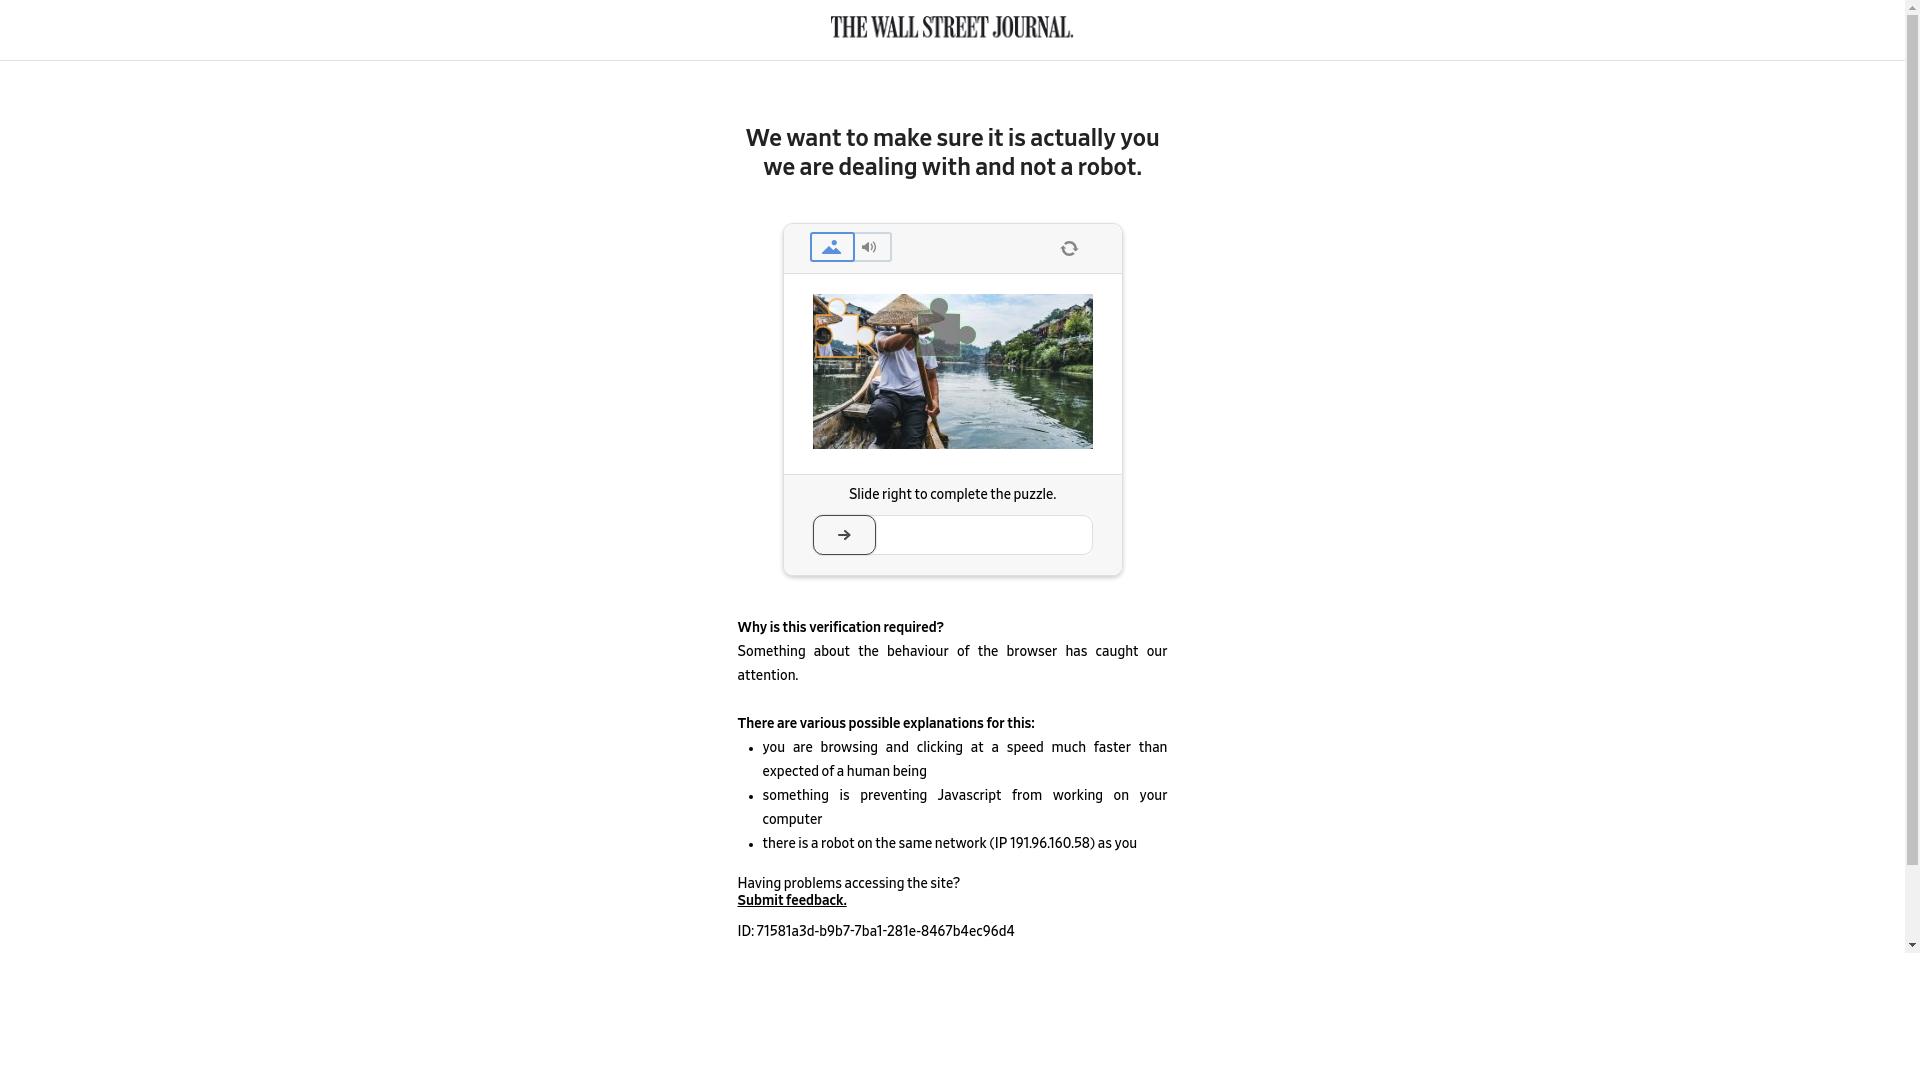 THE WALL STREET JOURNAL.
We want to make sure it is actually you
we are dealing with and not a robot.
Slide right to complete the puzzle.
Why is this verification required?
Something about the behaviour of the browser has caught our
attention.
There are various possible explanations for this:
• you are browsing and clicking at a speed much faster than
expected of a human being
• something is preventing Javascript from working on your
computer
• there is a robot on the same network (IP 191.96.160.58) as you
Having problems accessing the site?
Submit feedback.
ID: 71581a3d-b9b7-7ba1-281e-8467b4ec96d4